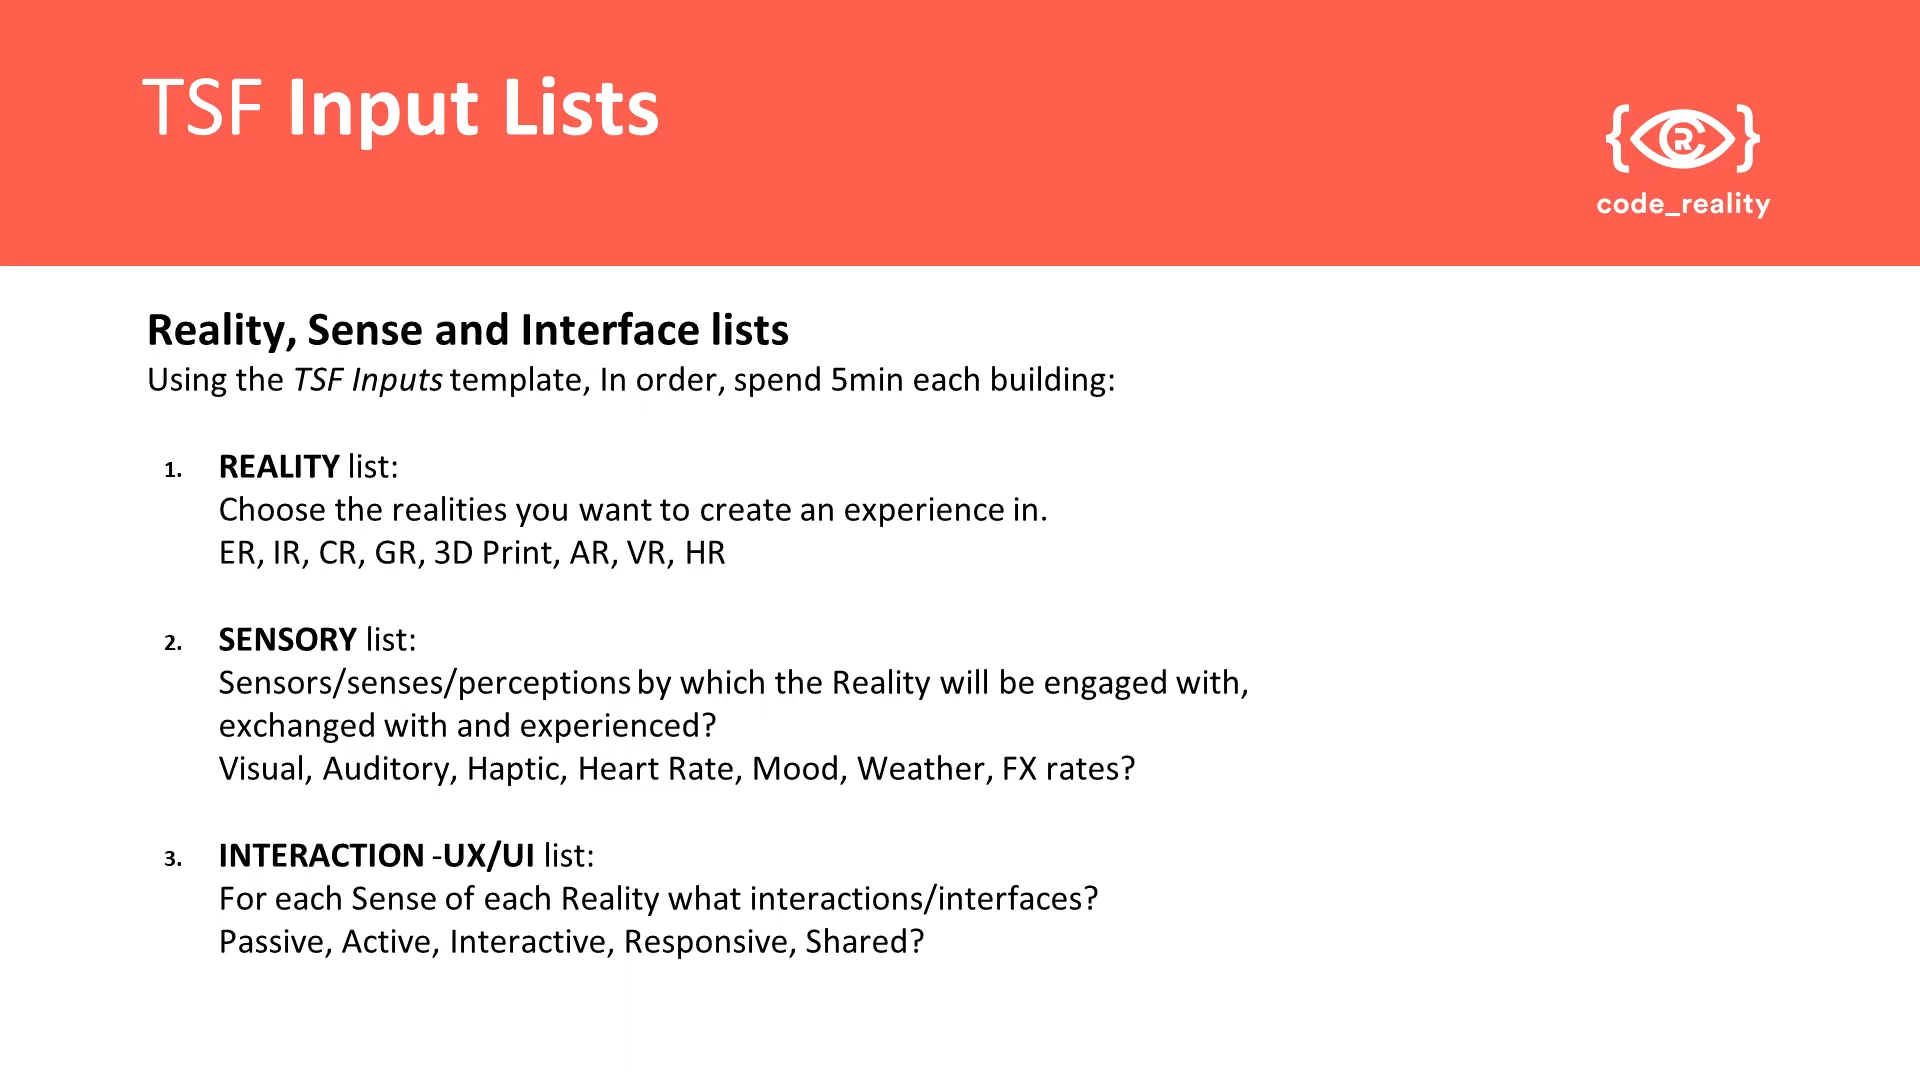 TSF Input Lists
code_reality
Reality, Sense and Interface lists
Using the TSF Inputs template, In order, spend 5min each building:
1. REALITY list:
Choose the realities you want to create an experience in.
ER, IR, CR, GR, 3D Print, AR, VR, HR
2. SENSORY list:
Sensors/senses/perceptions by which the Reality will be engaged with,
exchanged with and experienced?
Visual, Auditory, Haptic, Heart Rate, Mood, Weather, FX rates?
3. INTERACTION -UX/UI list:
For each Sense of each Reality what interactions/interfaces?
Passive, Active, Interactive, Responsive, Shared?